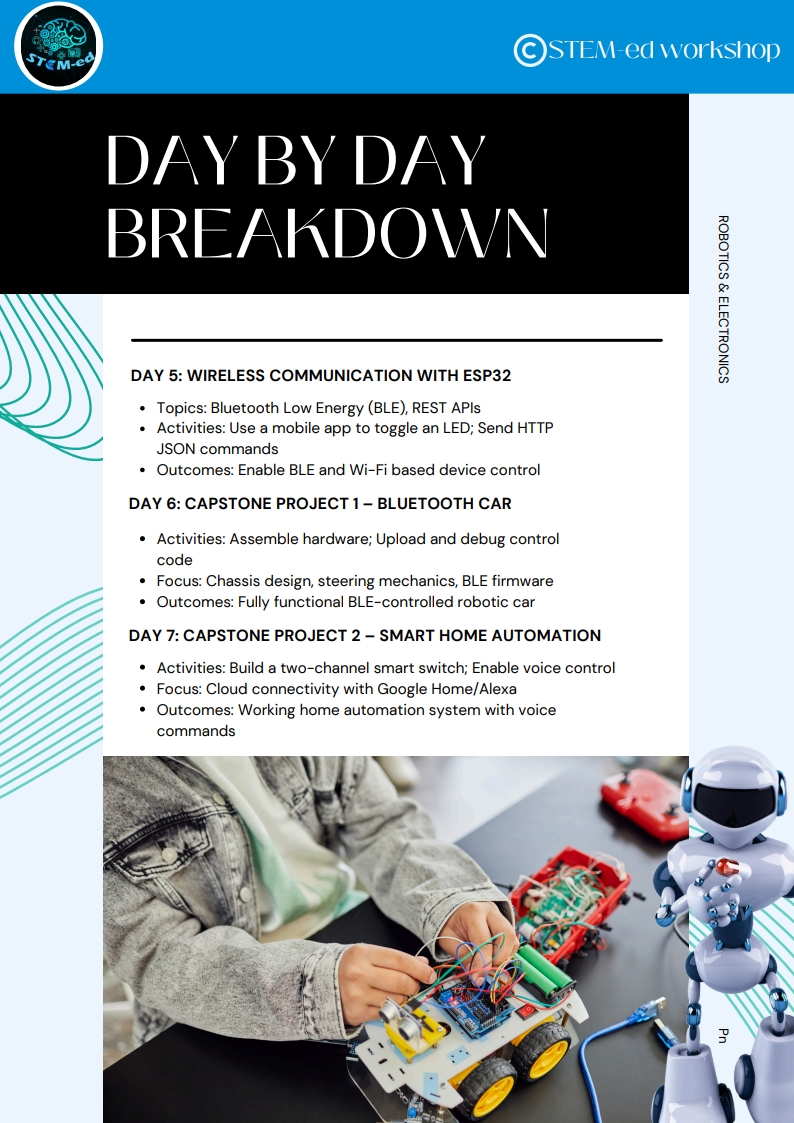 STEM-ed
©STEM-ed workshop
DAY BY DAY
BREAKDOWN
ROBOTICS & ELECTRONICS
DAY 5: WIRELESS COMMUNICATION WITH ESP32
• Topics: Bluetooth Low Energy (BLE), REST APIs
• Activities: Use a mobile app to toggle an LED; Send HTTP
JSON commands
• Outcomes: Enable BLE and Wi-Fi based device control
DAY 6: CAPSTONE PROJECT 1 – BLUETOOTH CAR
• Activities: Assemble hardware; Upload and debug control
code
• Focus: Chassis design, steering mechanics, BLE firmware
• Outcomes: Fully functional BLE-controlled robotic car
DAY 7: CAPSTONE PROJECT 2 – SMART HOME AUTOMATION
• Activities: Build a two-channel smart switch; Enable voice control
• Focus: Cloud connectivity with Google Home/Alexa
• Outcomes: Working home automation system with voice
commands
Pn